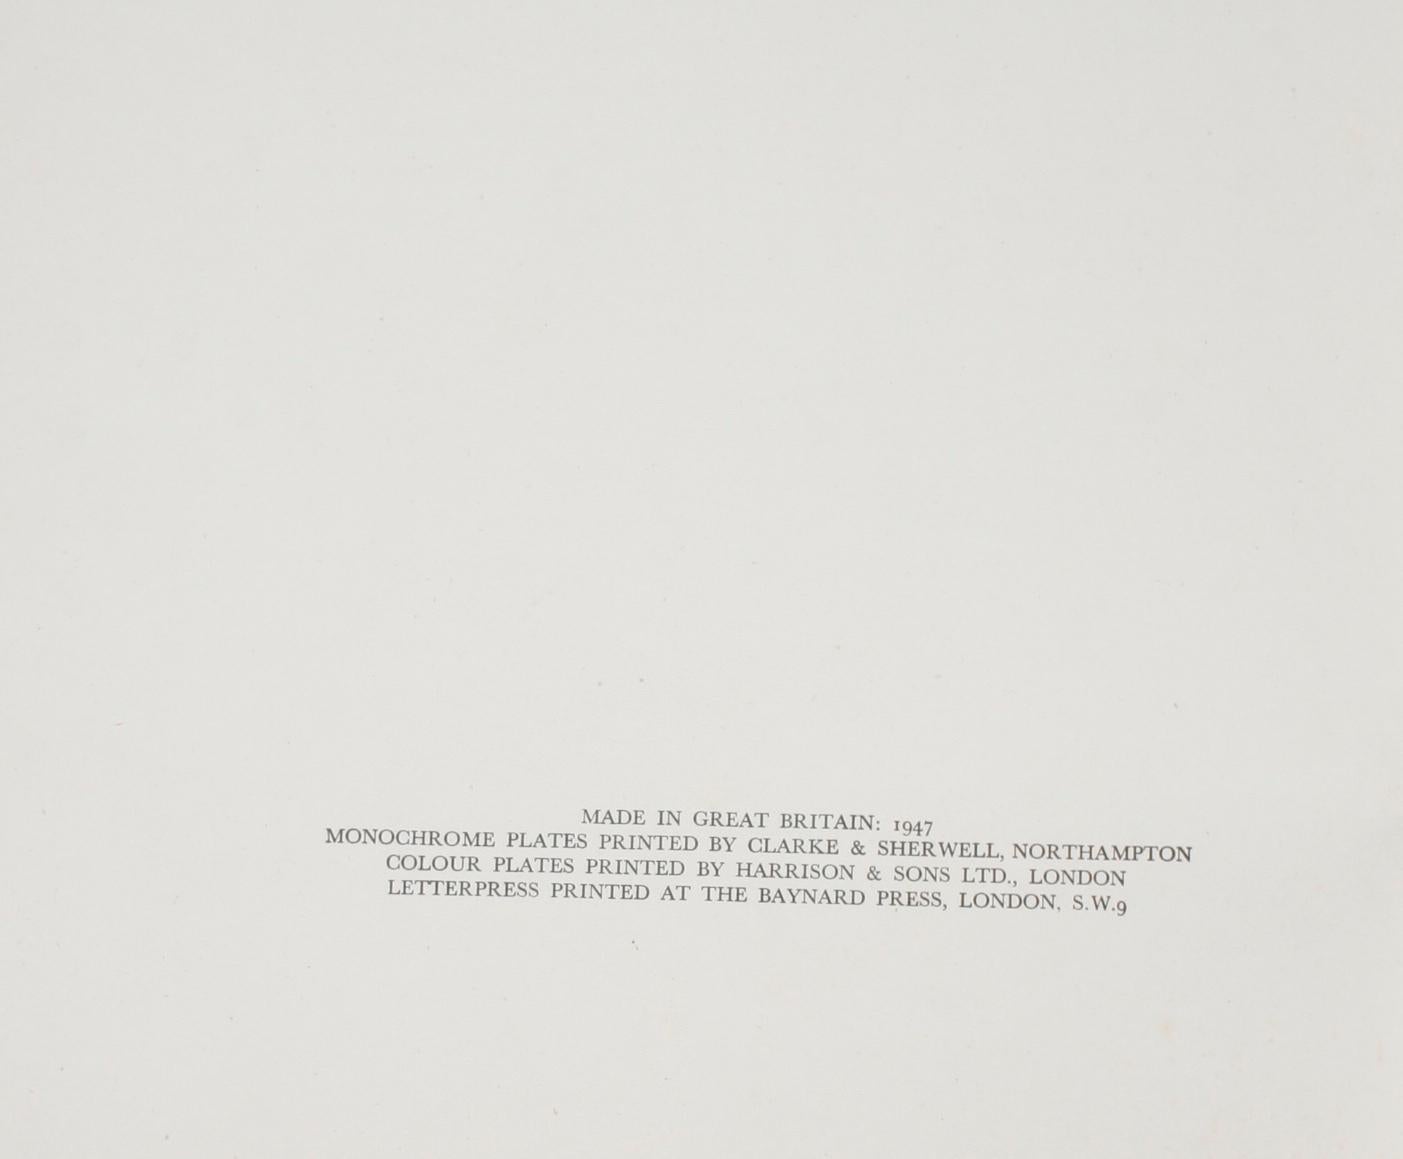 MADE IN GREAT BRITAIN: 1947
MONOCHROME PLATES PRINTED BY CLARKE & SHERWELL, NORTHAMPTON
COLOUR PLATES PRINTED BY HARRISON & SONS LTD., LONDON
LETTERPRESS PRINTED AT THE BAYNARD PRESS, LONDON, S.W.9